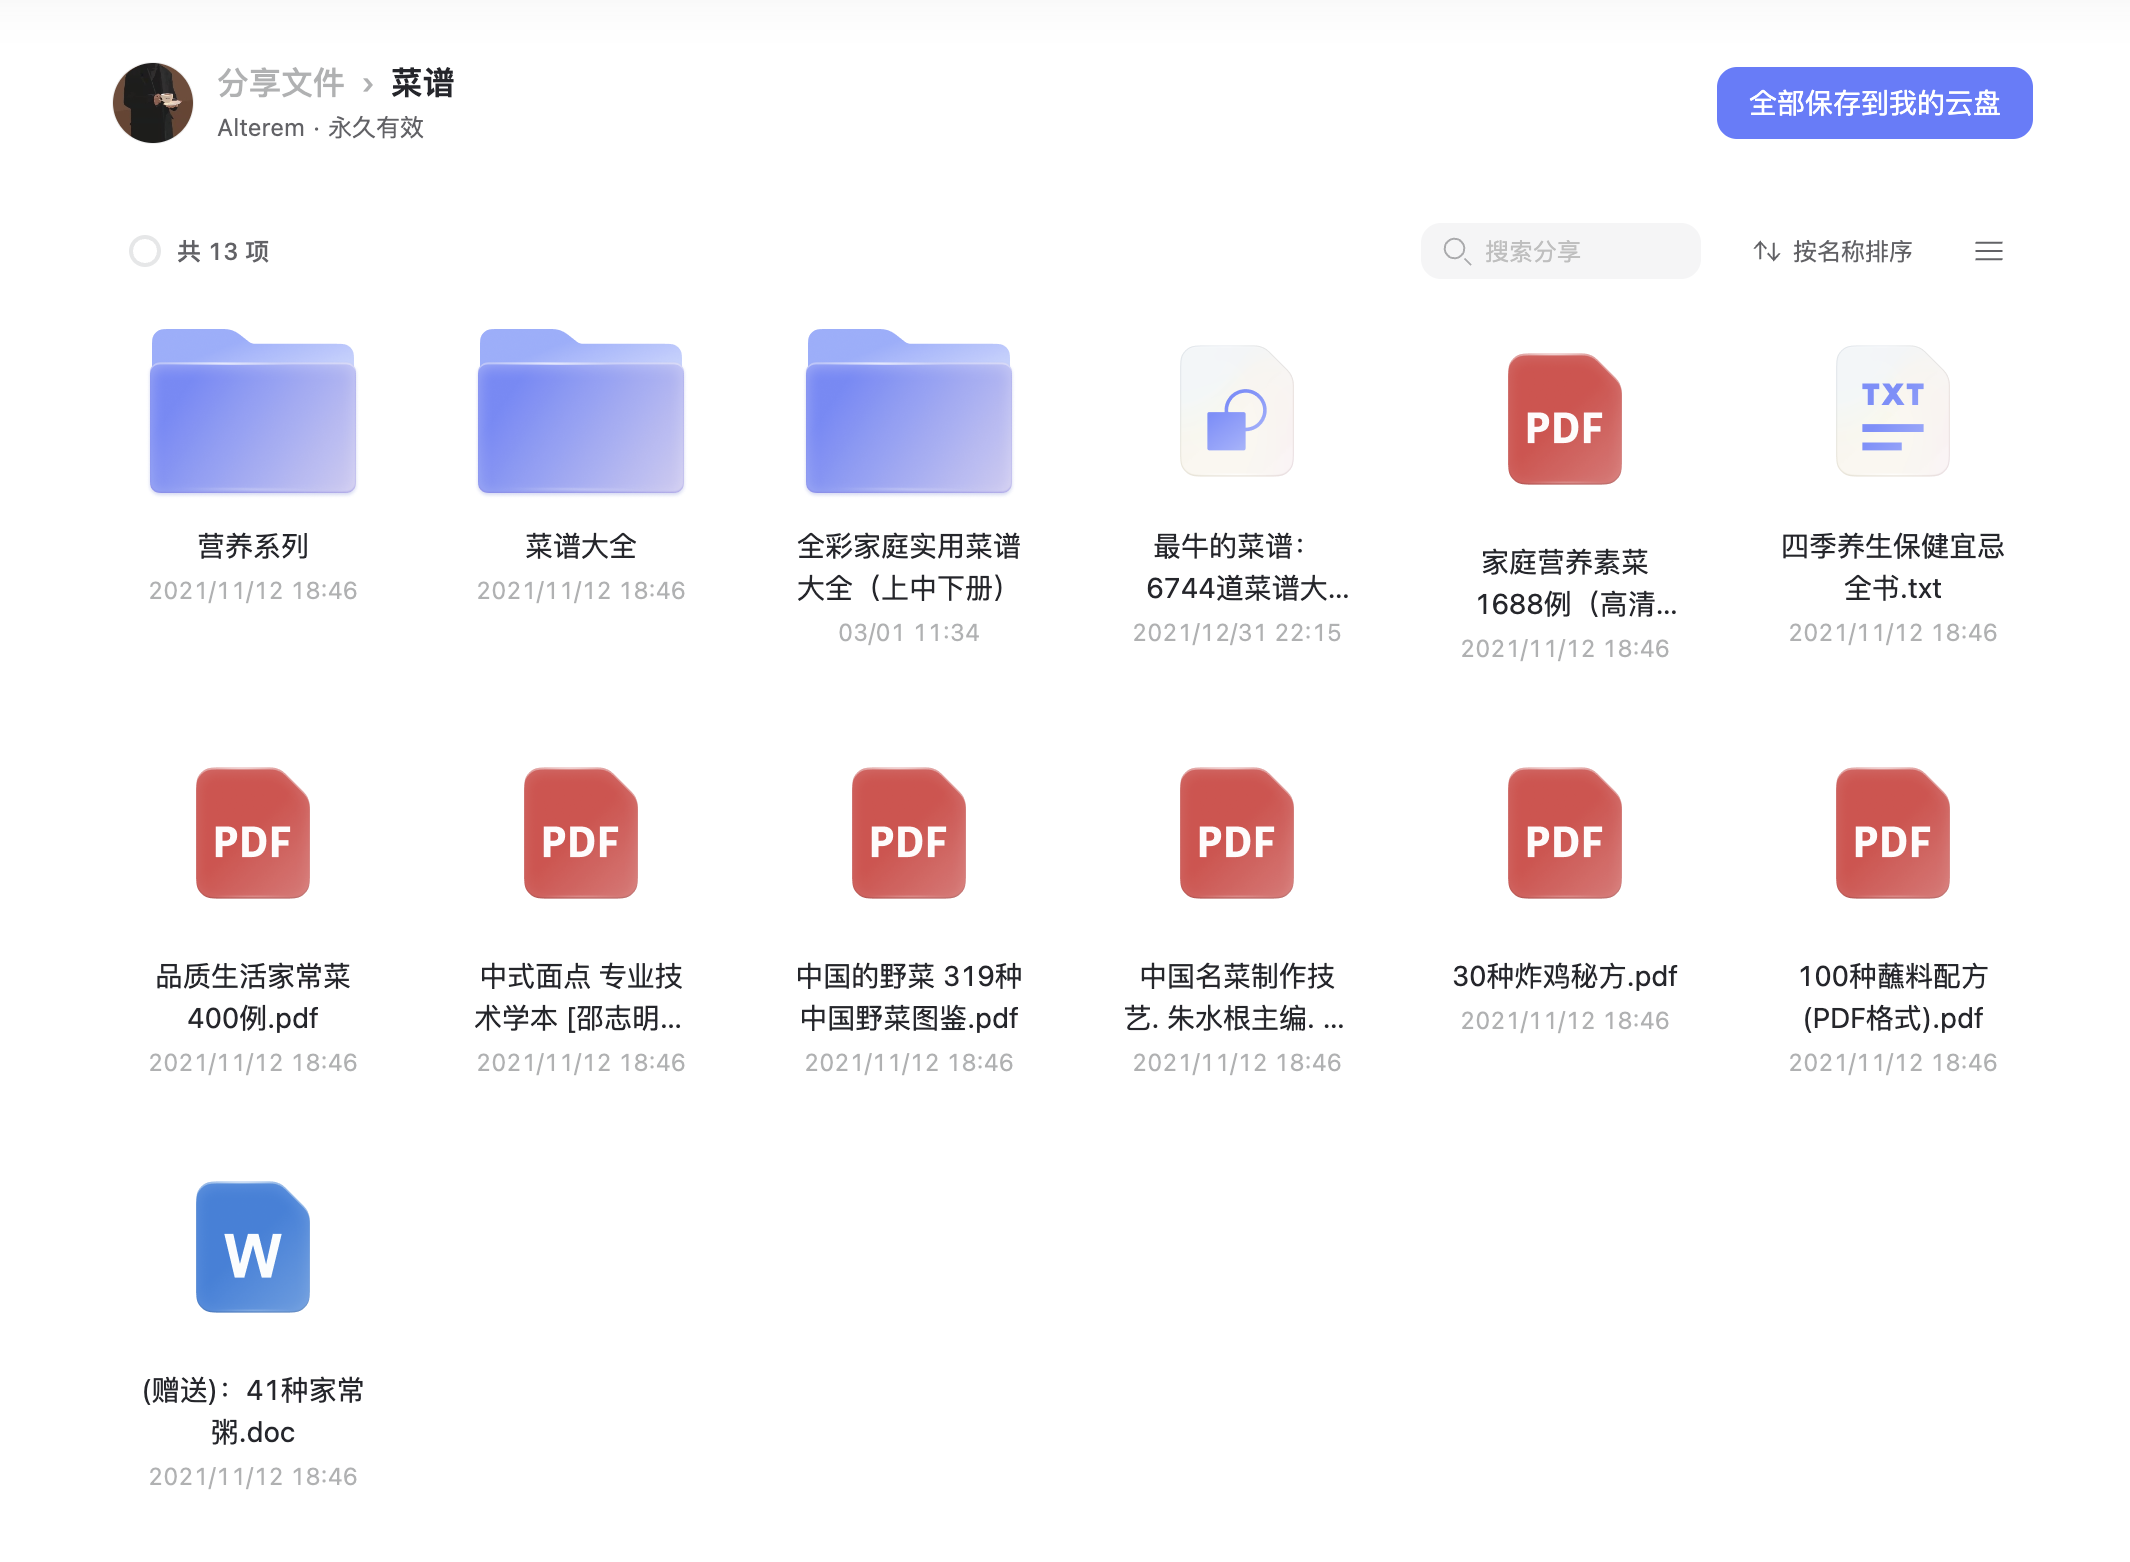 分享文件 › 菜谱
Alterem · 永久有效
全部保存到我的云盘
共 13 项
搜索分享
按名称排序
营养系列
2021/11/12 18:46
菜谱大全
2021/11/12 18:46
全彩家庭实用菜谱
大全（上中下册）
03/01 11:34
最牛的菜谱：
6744道菜谱大...
2021/12/31 22:15
PDF
家庭营养素菜
1688例（高清...
2021/11/12 18:46
TXT
四季养生保健宜忌
全书.txt
2021/11/12 18:46
PDF
品质生活家常菜
400例.pdf
2021/11/12 18:46
PDF
中式面点 专业技
术学本 [邵志明...
2021/11/12 18:46
PDF
中国的野菜 319种
中国野菜图鉴.pdf
2021/11/12 18:46
PDF
中国名菜制作技
艺. 朱水根主编. ...
2021/11/12 18:46
PDF
30种炸鸡秘方.pdf
2021/11/12 18:46
PDF
100种蘸料配方
(PDF格式).pdf
2021/11/12 18:46
W
(赠送)：41种家常
粥.doc
2021/11/12 18:46